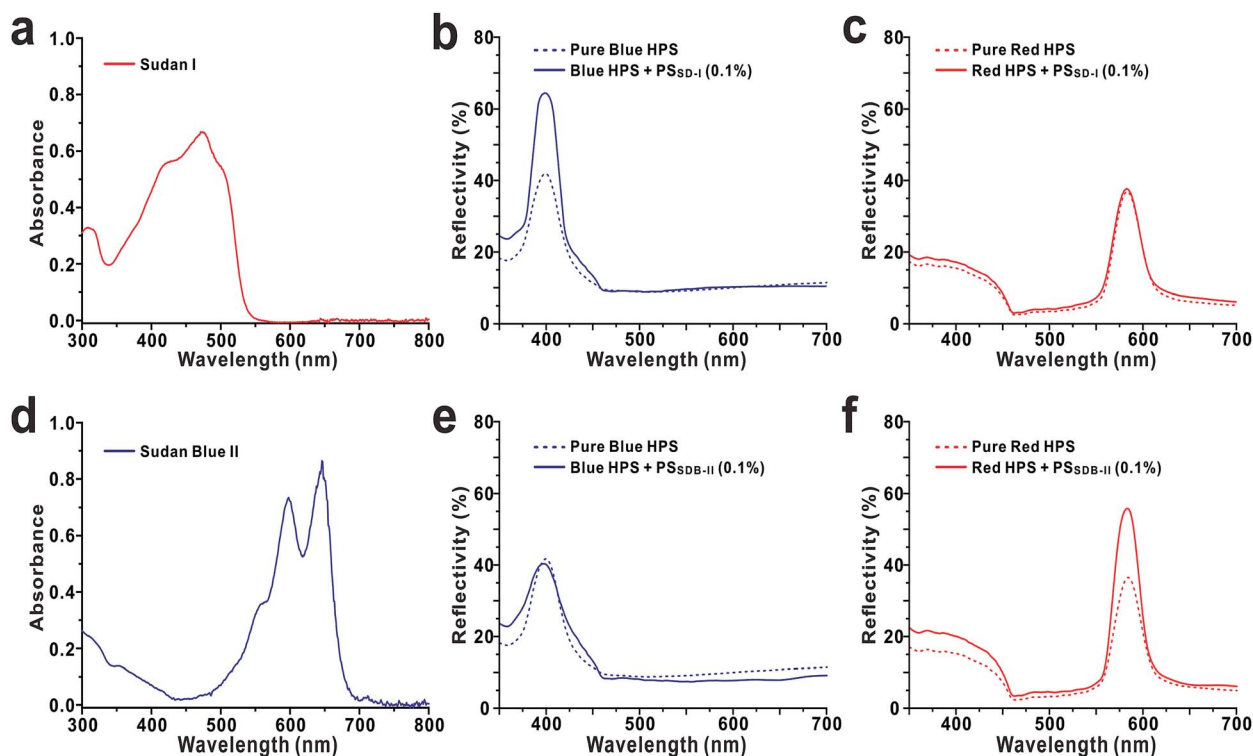 a
1.0
0.8
0.6
0.4
0.2
0.0
Absorbance
Sudan I
300 400 500 600 700 800
Wavelength (nm)
b
80
60
40
20
0
Reflectivity (%)
Pure Blue HPS
Blue HPS + PSSD-I (0.1%)
400 500 600 700
Wavelength (nm)
c
80
60
40
20
0
Reflectivity (%)
Pure Red HPS
Red HPS + PSSD-I (0.1%)
400 500 600 700
Wavelength (nm)
d
1.0
0.8
0.6
0.4
0.2
0.0
Absorbance
Sudan Blue II
300 400 500 600 700 800
Wavelength (nm)
e
80
60
40
20
0
Reflectivity (%)
Pure Blue HPS
Blue HPS + PSSDB-II (0.1%)
400 500 600 700
Wavelength (nm)
f
80
60
40
20
0
Reflectivity (%)
Pure Red HPS
Red HPS + PSSDB-II (0.1%)
400 500 600 700
Wavelength (nm)